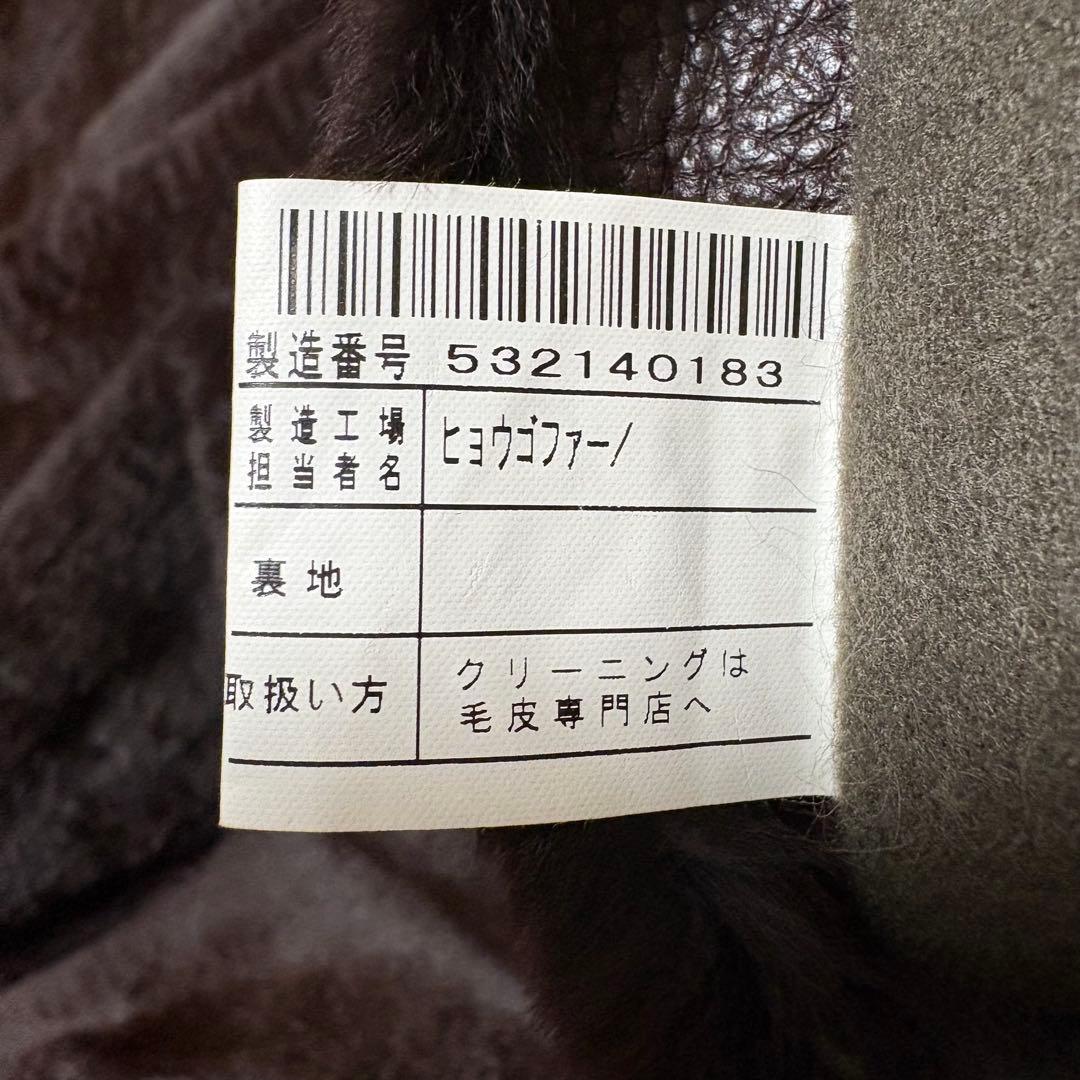 製造番号 532140183
製造工場 ヒョウゴファー/
担当者名
裏地
取扱い方 クリーニングは
毛皮専門店へ